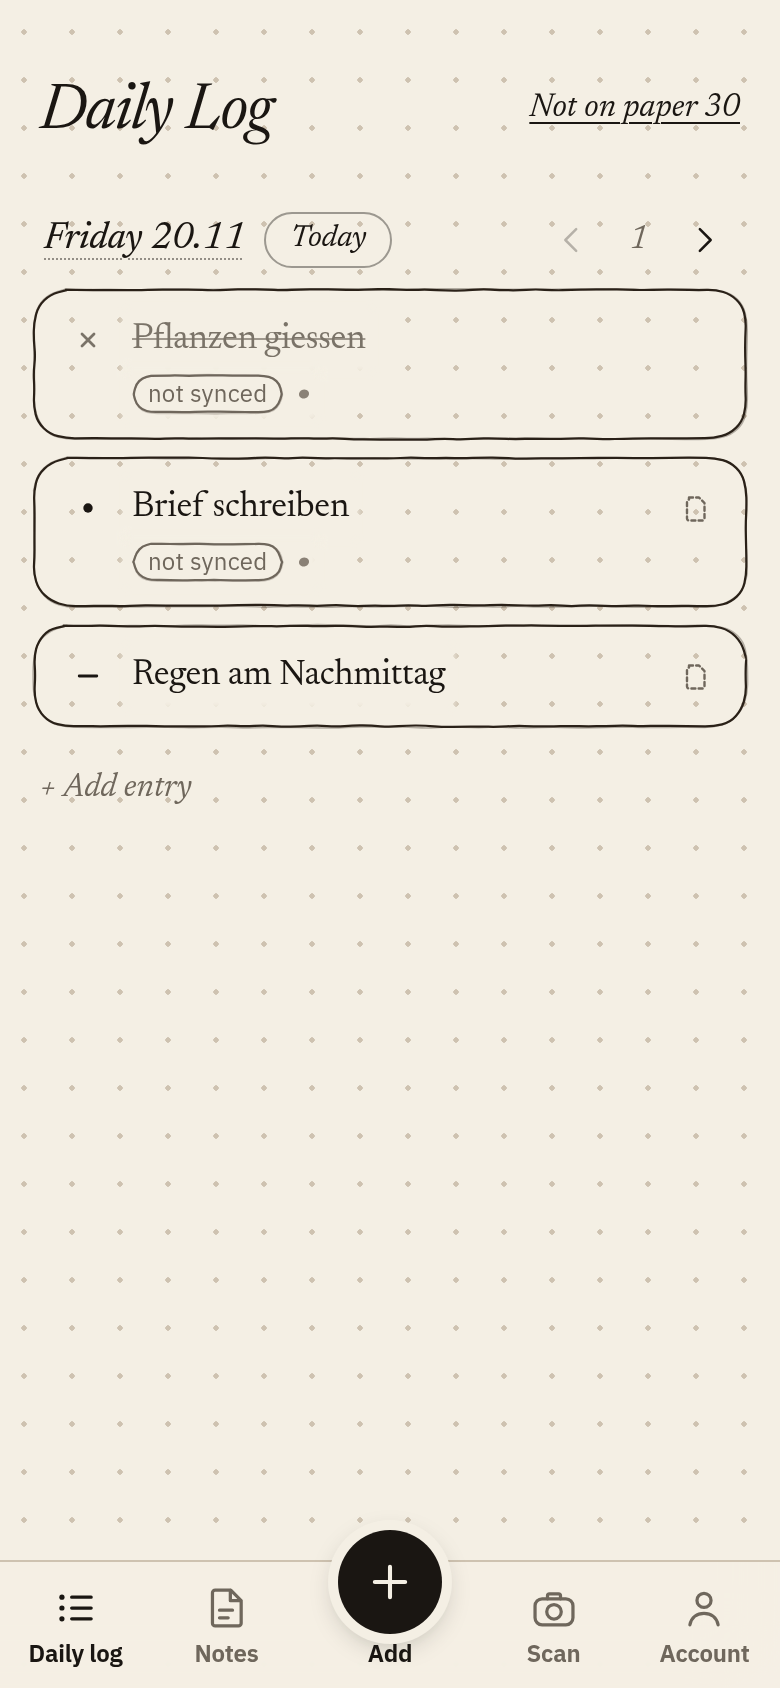 Daily Log
Not on paper 30
Friday 20.11 Today 1
× Pflanzen giessen
not synced •
• Brief schreiben
not synced •
– Regen am Nachmittag
+ Add entry
Daily log Notes Add Scan Account